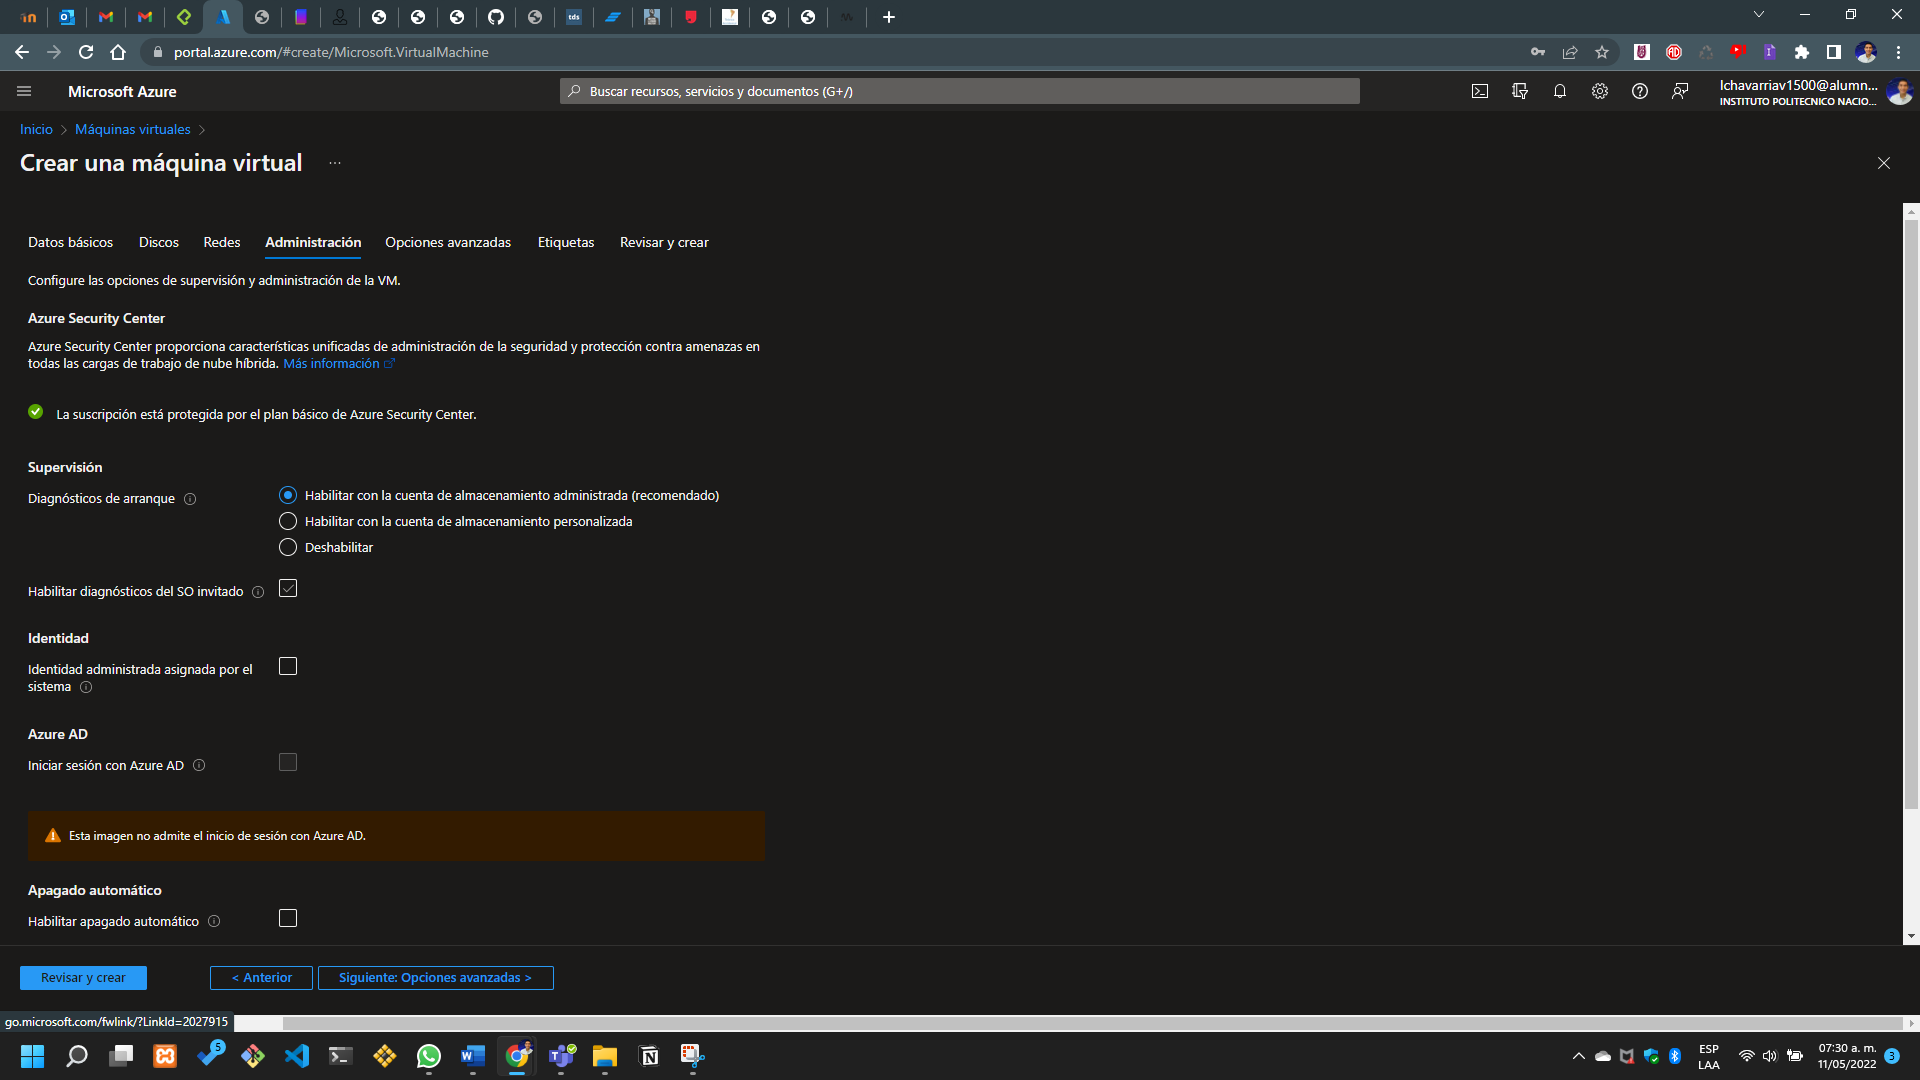 portal.azure.com/#create/Microsoft.VirtualMachine
Microsoft Azure
Buscar recursos, servicios y documentos (G+/)
lchavarriav1500@alumn...
INSTITUTO POLITECNICO NACIO...
Inicio > Máquinas virtuales >
Crear una máquina virtual ...
Datos básicos Discos Redes Administración Opciones avanzadas Etiquetas Revisar y crear
Configure las opciones de supervisión y administración de la VM.
Azure Security Center
Azure Security Center proporciona características unificadas de administración de la seguridad y protección contra amenazas en
todas las cargas de trabajo de nube híbrida. Más información
La suscripción está protegida por el plan básico de Azure Security Center.
Supervisión
Diagnósticos de arranque
Habilitar con la cuenta de almacenamiento administrada (recomendado)
Habilitar con la cuenta de almacenamiento personalizada
Deshabilitar
Habilitar diagnósticos del SO invitado
Identidad
Identidad administrada asignada por el
sistema
Azure AD
Iniciar sesión con Azure AD
Esta imagen no admite el inicio de sesión con Azure AD.
Apagado automático
Habilitar apagado automático
Revisar y crear
< Anterior
Siguiente: Opciones avanzadas >
go.microsoft.com/fwlink/?LinkId=2027915
5
ESP
LAA
07:30 a. m.
11/05/2022
3